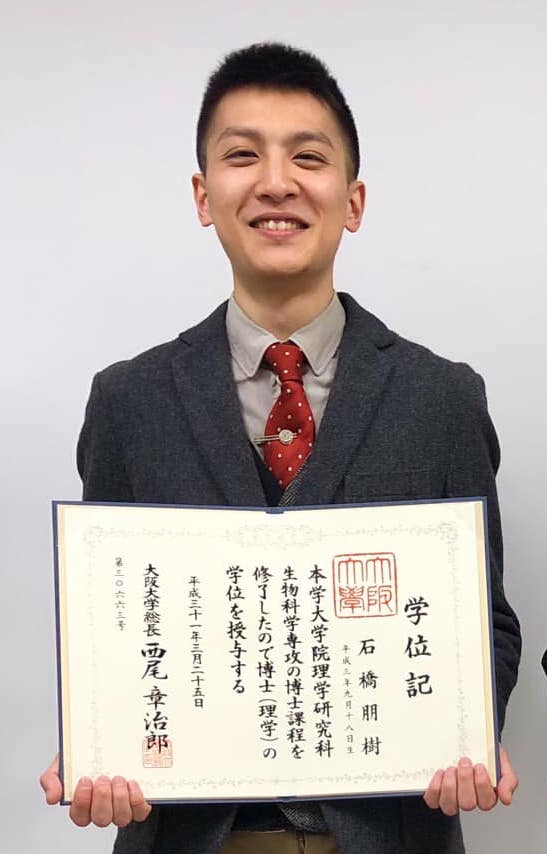 学位記
大阪大學
石橋朋樹
平成三年九月十八日生
本学大学院理学研究科
生物科学専攻の博士課程を
修了したので博士(理学)の
学位を授与する
平成三十一年三月二十五日
大阪大学総長 西尾章治郎
第三〇六六三号